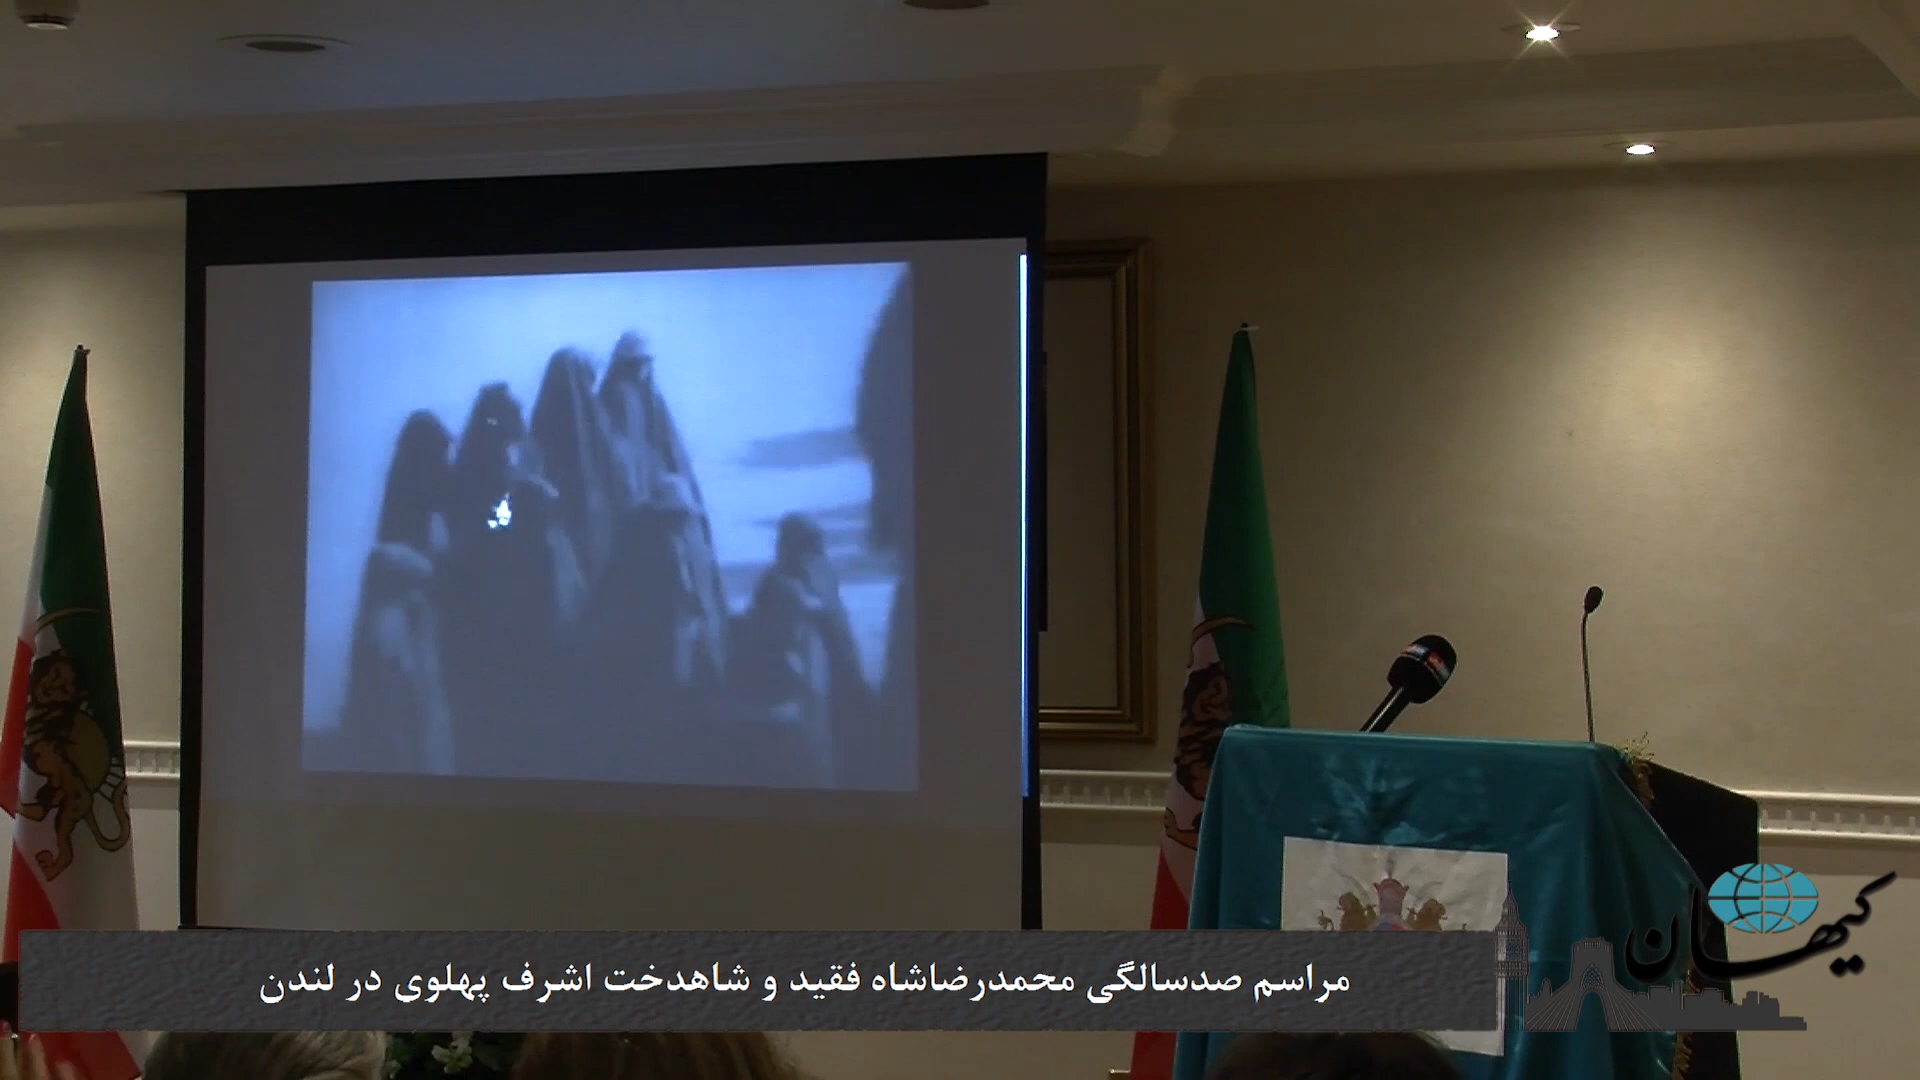 مراسم صدسالگی محمدرضاشاه فقید و شاهدخت اشرف پهلوی در لندن
کیهان